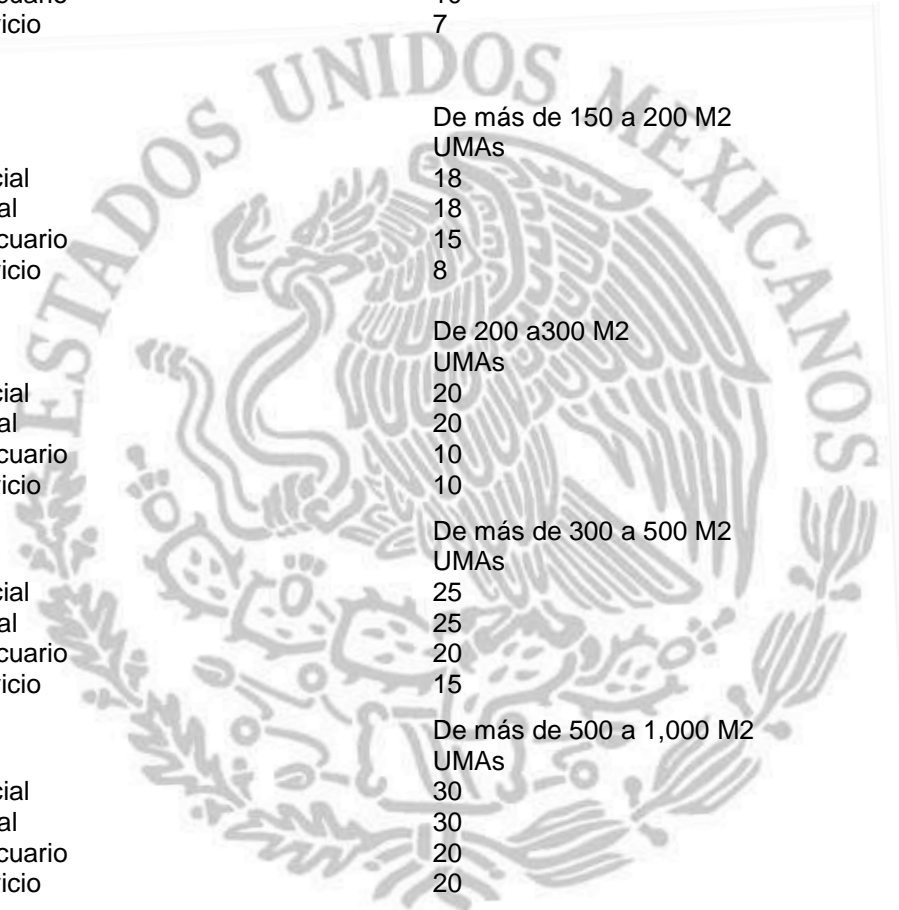 icio 7
ESTADOS UNIDOS MEXICANOS
De más de 150 a 200 M2
UMAs
cial 18
al 18
cuario 15
icio 8
De 200 a300 M2
UMAs
cial 20
al 20
cuario 10
icio 10
De más de 300 a 500 M2
UMAs
cial 25
al 25
cuario 20
icio 15
De más de 500 a 1,000 M2
UMAs
cial 30
al 30
cuario 20
icio 20